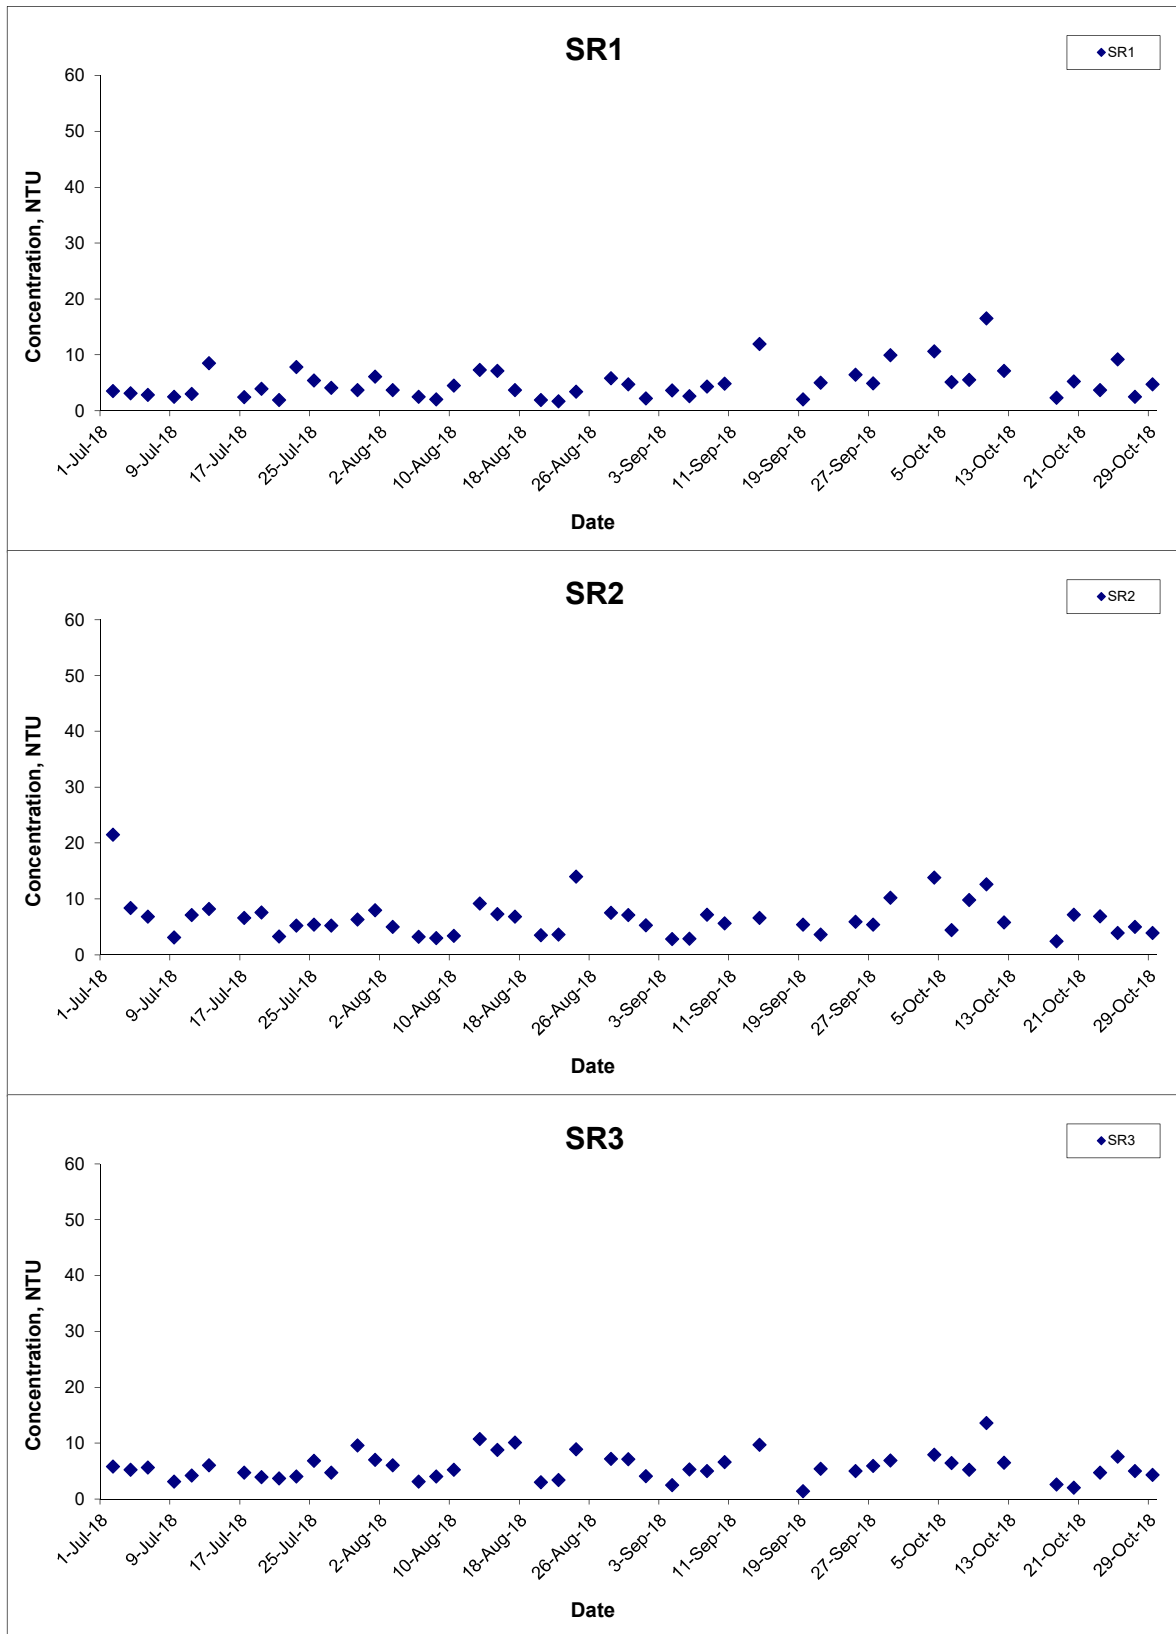 SR1
SR1
60
50
40
30
20
10
0
Concentration, NTU
1-Jul-18
9-Jul-18
17-Jul-18
25-Jul-18
2-Aug-18
10-Aug-18
18-Aug-18
26-Aug-18
3-Sep-18
11-Sep-18
19-Sep-18
27-Sep-18
5-Oct-18
13-Oct-18
21-Oct-18
29-Oct-18
Date
SR2
SR2
60
50
40
30
20
10
0
Concentration, NTU
1-Jul-18
9-Jul-18
17-Jul-18
25-Jul-18
2-Aug-18
10-Aug-18
18-Aug-18
26-Aug-18
3-Sep-18
11-Sep-18
19-Sep-18
27-Sep-18
5-Oct-18
13-Oct-18
21-Oct-18
29-Oct-18
Date
SR3
SR3
60
50
40
30
20
10
0
Concentration, NTU
1-Jul-18
9-Jul-18
17-Jul-18
25-Jul-18
2-Aug-18
10-Aug-18
18-Aug-18
26-Aug-18
3-Sep-18
11-Sep-18
19-Sep-18
27-Sep-18
5-Oct-18
13-Oct-18
21-Oct-18
29-Oct-18
Date